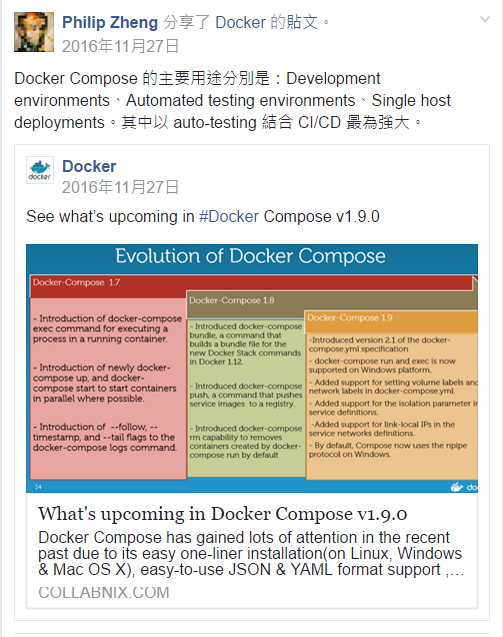 Philip Zheng 分享了 Docker 的貼文。
2016年11月27日
Docker Compose 的主要用途分別是：Development
environments、Automated testing environments、Single host
deployments。其中以 auto-testing 結合 CI/CD 最為強大。
docker
Docker
2016年11月27日
See what's upcoming in #Docker Compose v1.9.0
Evolution of Docker Compose
Docker-Compose 1.7
- Introduction of docker-compose
exec command for executing a
process in a running container.
- Introduction of newly docker-
compose up, and docker-
compose start to start containers
in parallel where possible.
- Introduction of --follow, --
timestamp, and --tail flags to the
docker-compose logs command.
Docker-Compose 1.8
- Introduced docker-compose
bundle, a command that
builds a bundle file for the
new Docker Stack commands
in Docker 1.12.
- Introduced docker-compose
push, a command that pushes
service images to a registry.
- Introduced docker-compose
rm capability to removes
containers created by docker-
compose run by default
Docker-Compose 1.9
-Introduced version 2.1 of the docker-
compose.yml specification
- docker-compose run and exec is now
supported on Windows platform.
- Added support for setting volume labels and
network labels in docker-compose.yml.
- Added support for the isolation parameter in
service definitions.
-Added support for link-local IPs in the
service networks definitions.
- By default, Compose now uses the npipe
protocol on Windows.
34
doc
What's upcoming in Docker Compose v1.9.0
Docker Compose has gained lots of attention in the recent
past due to its easy one-liner installation(on Linux, Windows
& Mac OS X), easy-to-use JSON & YAML format support ,…
COLLABNIX.COM